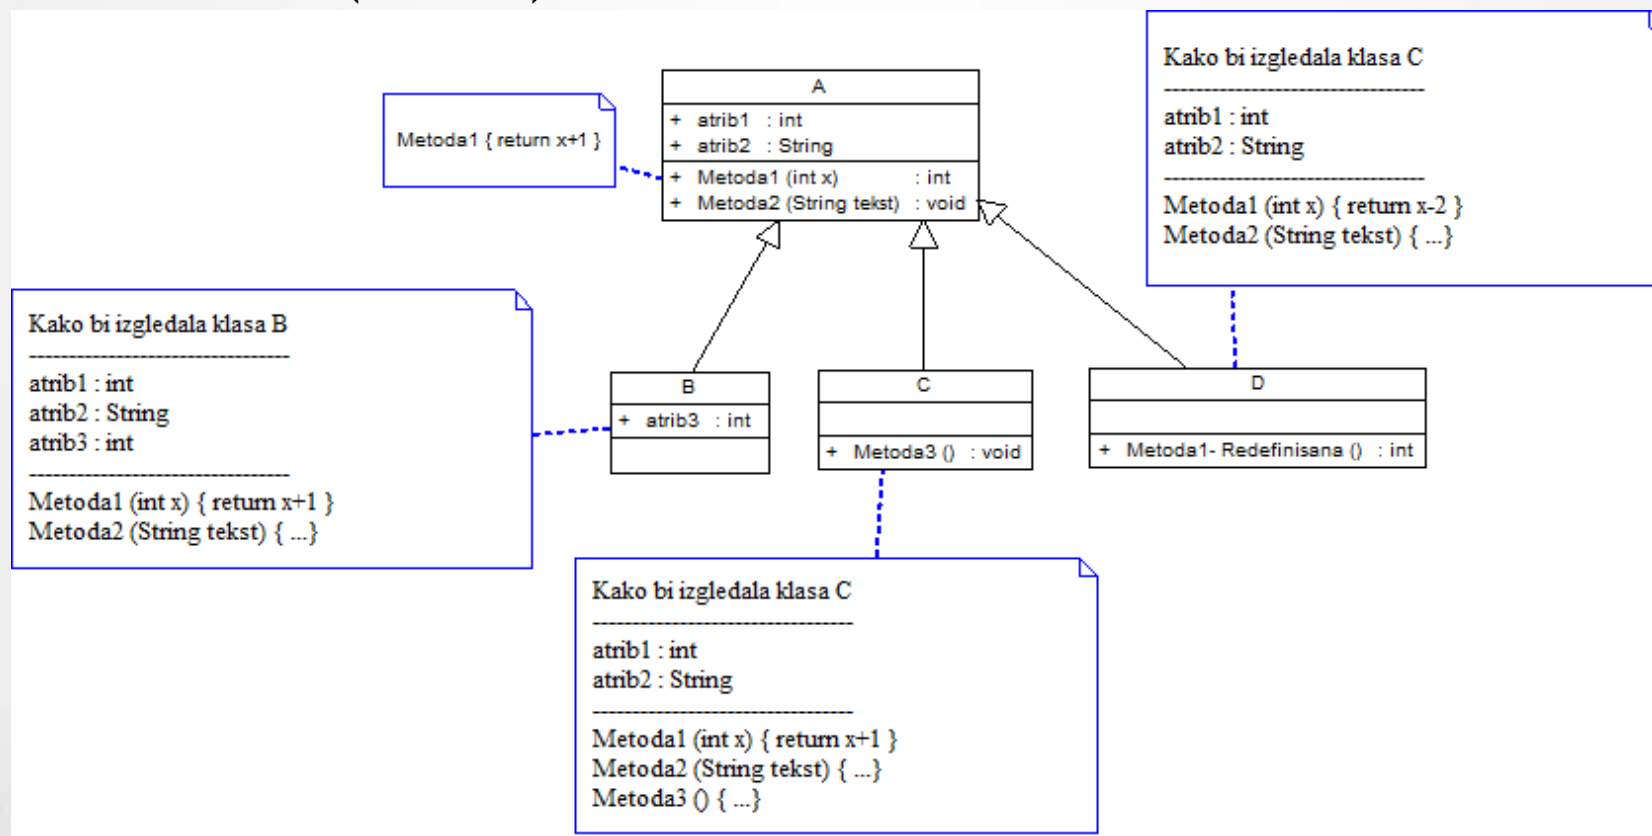 A
+ atrib1 : int
+ atrib2 : String
+ Metoda1 (int x) : int
+ Metoda2 (String tekst) : void
Metoda1 { return x+1 }
Kako bi izgledala klasa C
--------------------------------
atrib1 : int
atrib2 : String
--------------------------------
Metoda1 (int x) { return x-2 }
Metoda2 (String tekst) { ...}
Kako bi izgledala klasa B
--------------------------------
atrib1 : int
atrib2 : String
atrib3 : int
--------------------------------
Metoda1 (int x) { return x+1 }
Metoda2 (String tekst) { ...}
B
+ atrib3 : int
C
+ Metoda3 () : void
D
+ Metoda1- Redefinisana () : int
Kako bi izgledala klasa C
--------------------------------
atrib1 : int
atrib2 : String
--------------------------------
Metoda1 (int x) { return x+1 }
Metoda2 (String tekst) { ...}
Metoda3 () { ...}